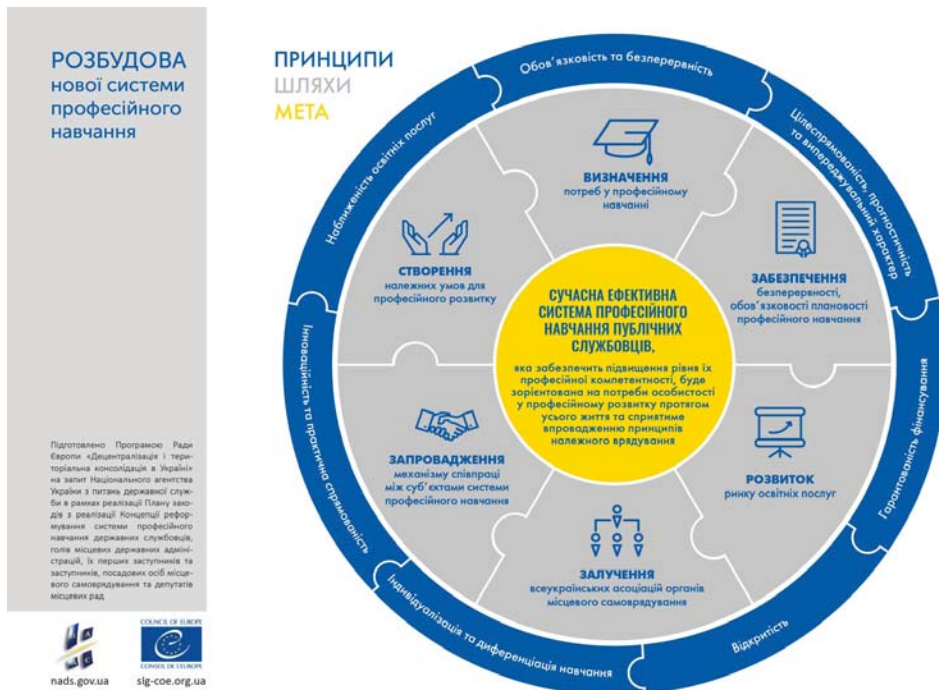 РОЗБУДОВА
нової системи
професійного
навчання
Підготовлено Програмою Ради
Європи «Децентралізація і тери-
торіальна консолідація в Україні»
на запит Національного агентства
України з питань державної служ-
би в рамках реалізації Плану захо-
дів з реалізації Концепції рефор-
мування системи професійного
навчання державних службовців,
голів місцевих державних адміні-
страцій, їх перших заступників та
заступників, посадових осіб місце-
вого самоврядування та депутатів
місцевих рад
nads.gov.ua
COUNCIL OF EUROPE
CONSEIL DE L'EUROPE
slg-coe.org.ua
ПРИНЦИПИ
ШЛЯХИ
МЕТА
Обов'язковість та безперервність
Цілеспрямованість, прогностичність
та випереджувальний характер
Гарантованість фінансування
Відкритість
Індивідуалізація та диференціація навчання
Інноваційність та практична спрямованість
Наближеність освітніх послуг
ВИЗНАЧЕННЯ
потреб у професійному
навчанні
ЗАБЕЗПЕЧЕННЯ
безперервності,
обов'язковості плановості
професійного навчання
РОЗВИТОК
ринку освітніх послуг
ЗАЛУЧЕННЯ
всеукраїнських асоціацій органів
місцевого самоврядування
ЗАПРОВАДЖЕННЯ
механізму співпраці
між суб'єктами системи
професійного навчання
СТВОРЕННЯ
належних умов для
професійного розвитку
СУЧАСНА ЕФЕКТИВНА
СИСТЕМА ПРОФЕСІЙНОГО
НАВЧАННЯ ПУБЛІЧНИХ
СЛУЖБОВЦІВ,
яка забезпечить підвищення рівня їх
професійної компетентності, буде
зорієнтована на потреби особистості
у професійному розвитку протягом
усього життя та сприятиме
впровадженню принципів
належного врядування